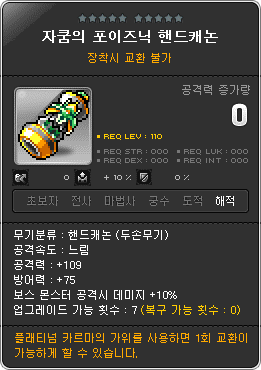 자쿰의 포이즈닉 핸드캐논
장착시 교환 불가
공격력 증가량
0
REQ LEV : 110
REQ STR : 000 REQ LUK : 000
REQ DEX : 000 REQ INT : 000
0 + 10 % 0 %
초보자 전사 마법사 궁수 도적 해적
무기분류 : 핸드캐논 (두손무기)
공격속도 : 느림
공격력 : +109
방어력 : +75
보스 몬스터 공격시 데미지 +10%
업그레이드 가능 횟수 : 7 (복구 가능 횟수 : 0)
플래티넘 카르마의 가위를 사용하면 1회 교환이
가능하게 할 수 있습니다.